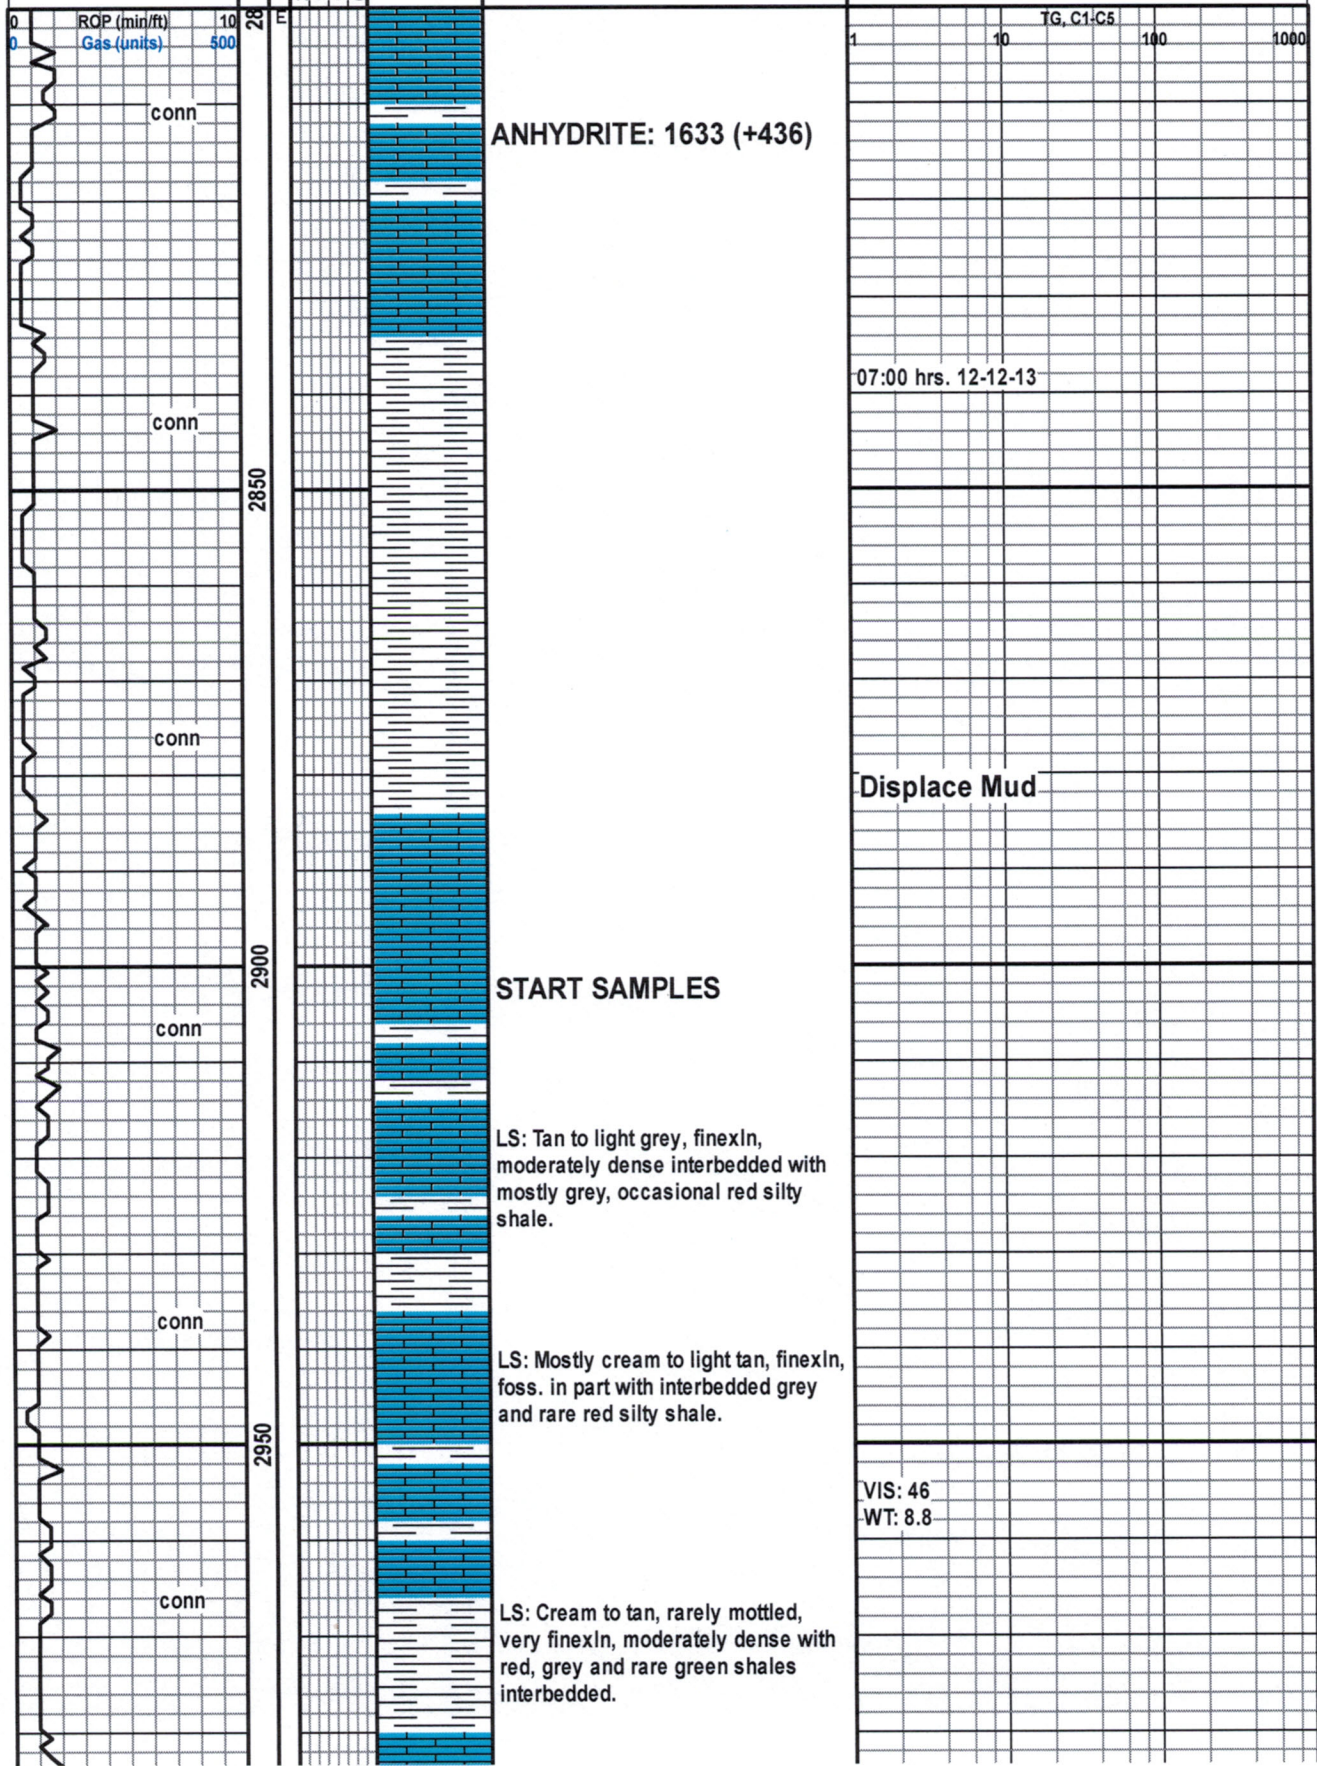 0 ROP (min/ft) 10
0 Gas (units) 500
28
E
TG, C1-C5
1 10 100 1000
conn
ANHYDRITE: 1633 (+436)
07:00 hrs. 12-12-13
conn
2850
conn
Displace Mud
2900
START SAMPLES
conn
LS: Tan to light grey, finexln,
moderately dense interbedded with
mostly grey, occasional red silty
shale.
conn
LS: Mostly cream to light tan, finexln,
foss. in part with interbedded grey
and rare red silty shale.
2950
VIS: 46
WT: 8.8
conn
LS: Cream to tan, rarely mottled,
very finexln, moderately dense with
red, grey and rare green shales
interbedded.